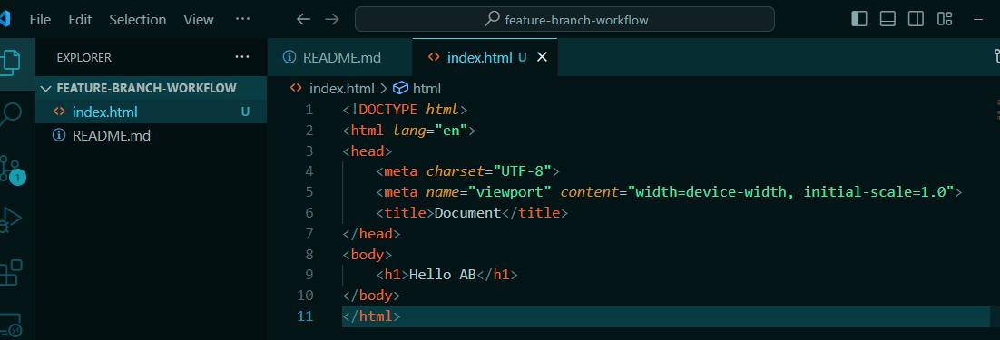 File Edit Selection View ··· feature-branch-workflow
EXPLORER ···
FEATURE-BRANCH-WORKFLOW
index.html U
README.md
1
README.md index.html U
index.html > html
1 <!DOCTYPE html>
2 <html lang="en">
3 <head>
4 <meta charset="UTF-8">
5 <meta name="viewport" content="width=device-width, initial-scale=1.0">
6 <title>Document</title>
7 </head>
8 <body>
9 <h1>Hello AB</h1>
10 </body>
11 </html>